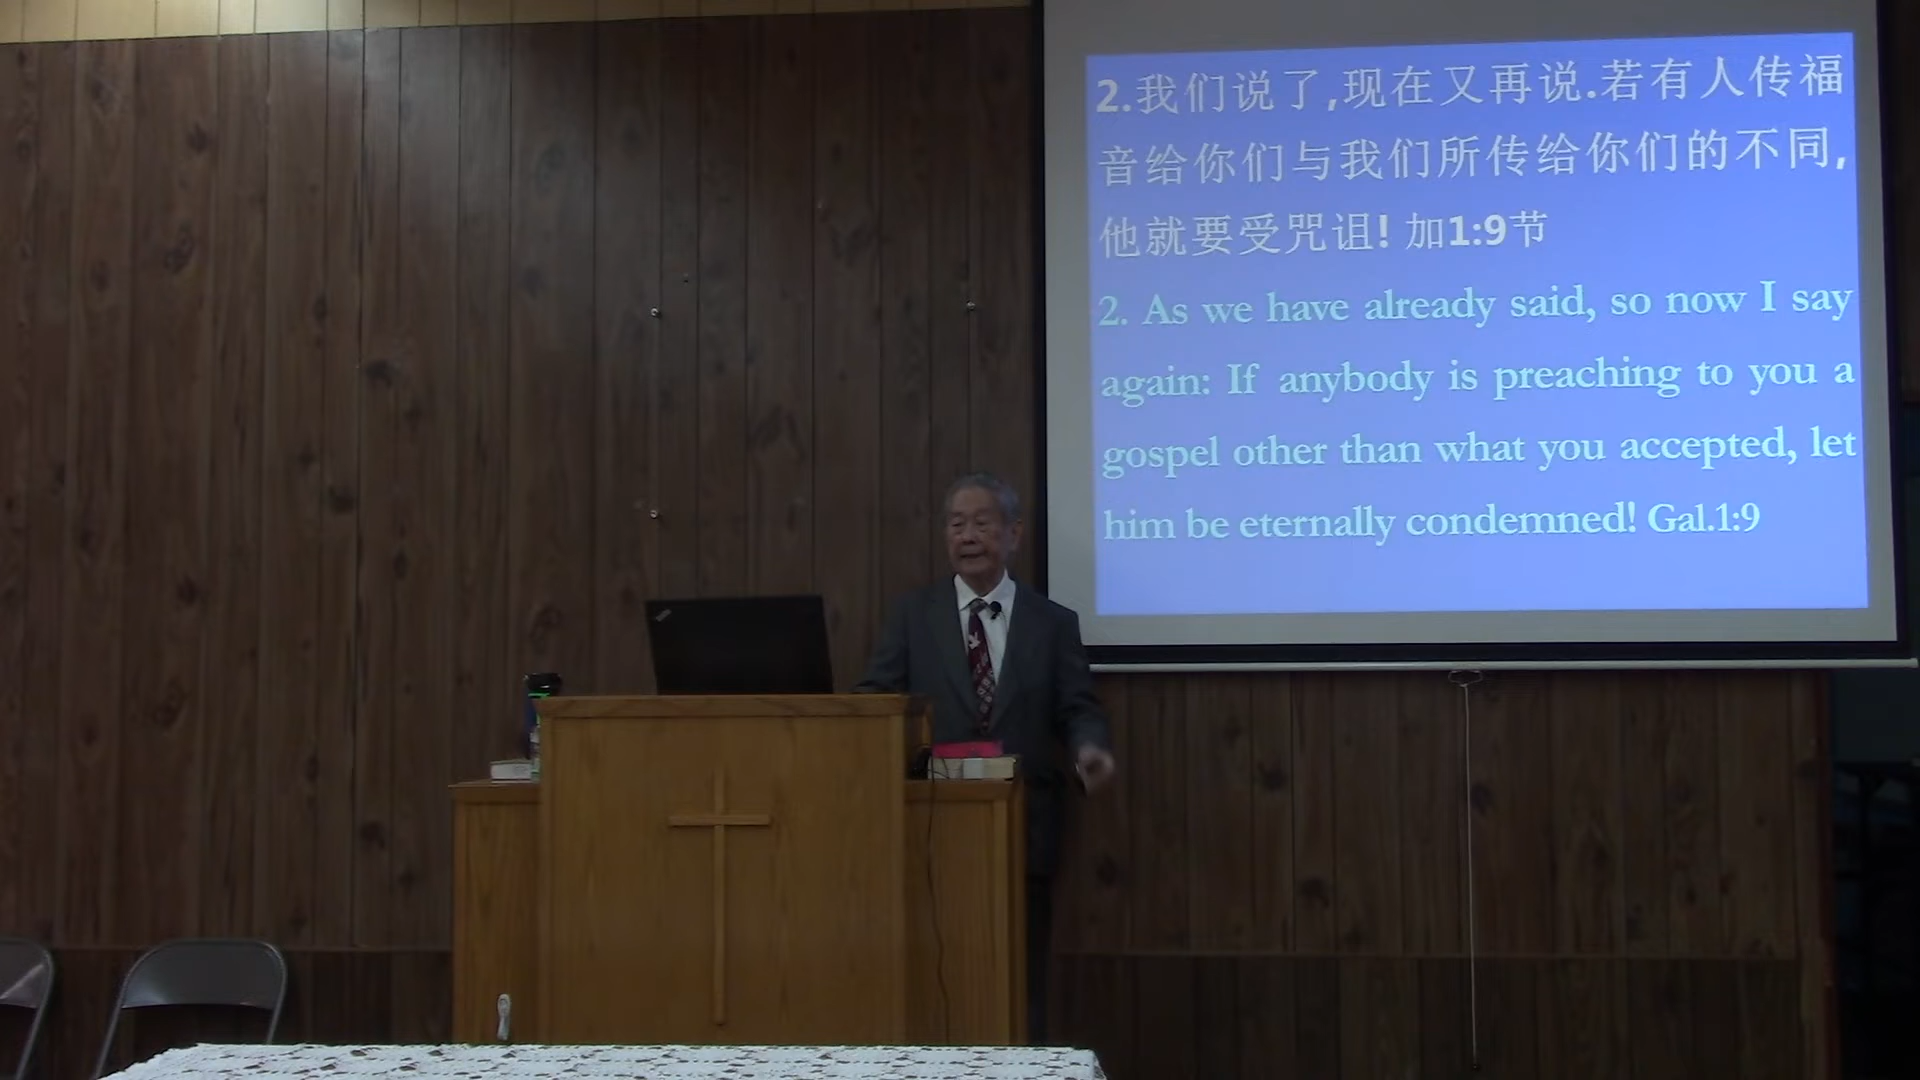 2.我们说了,现在又再说.若有人传福
音给你们与我们所传给你们的不同,
他就要受咒诅! 加1:9节
2. As we have already said, so now I say
again: If anybody is preaching to you a
gospel other than what you accepted, let
him be eternally condemned! Gal.1:9